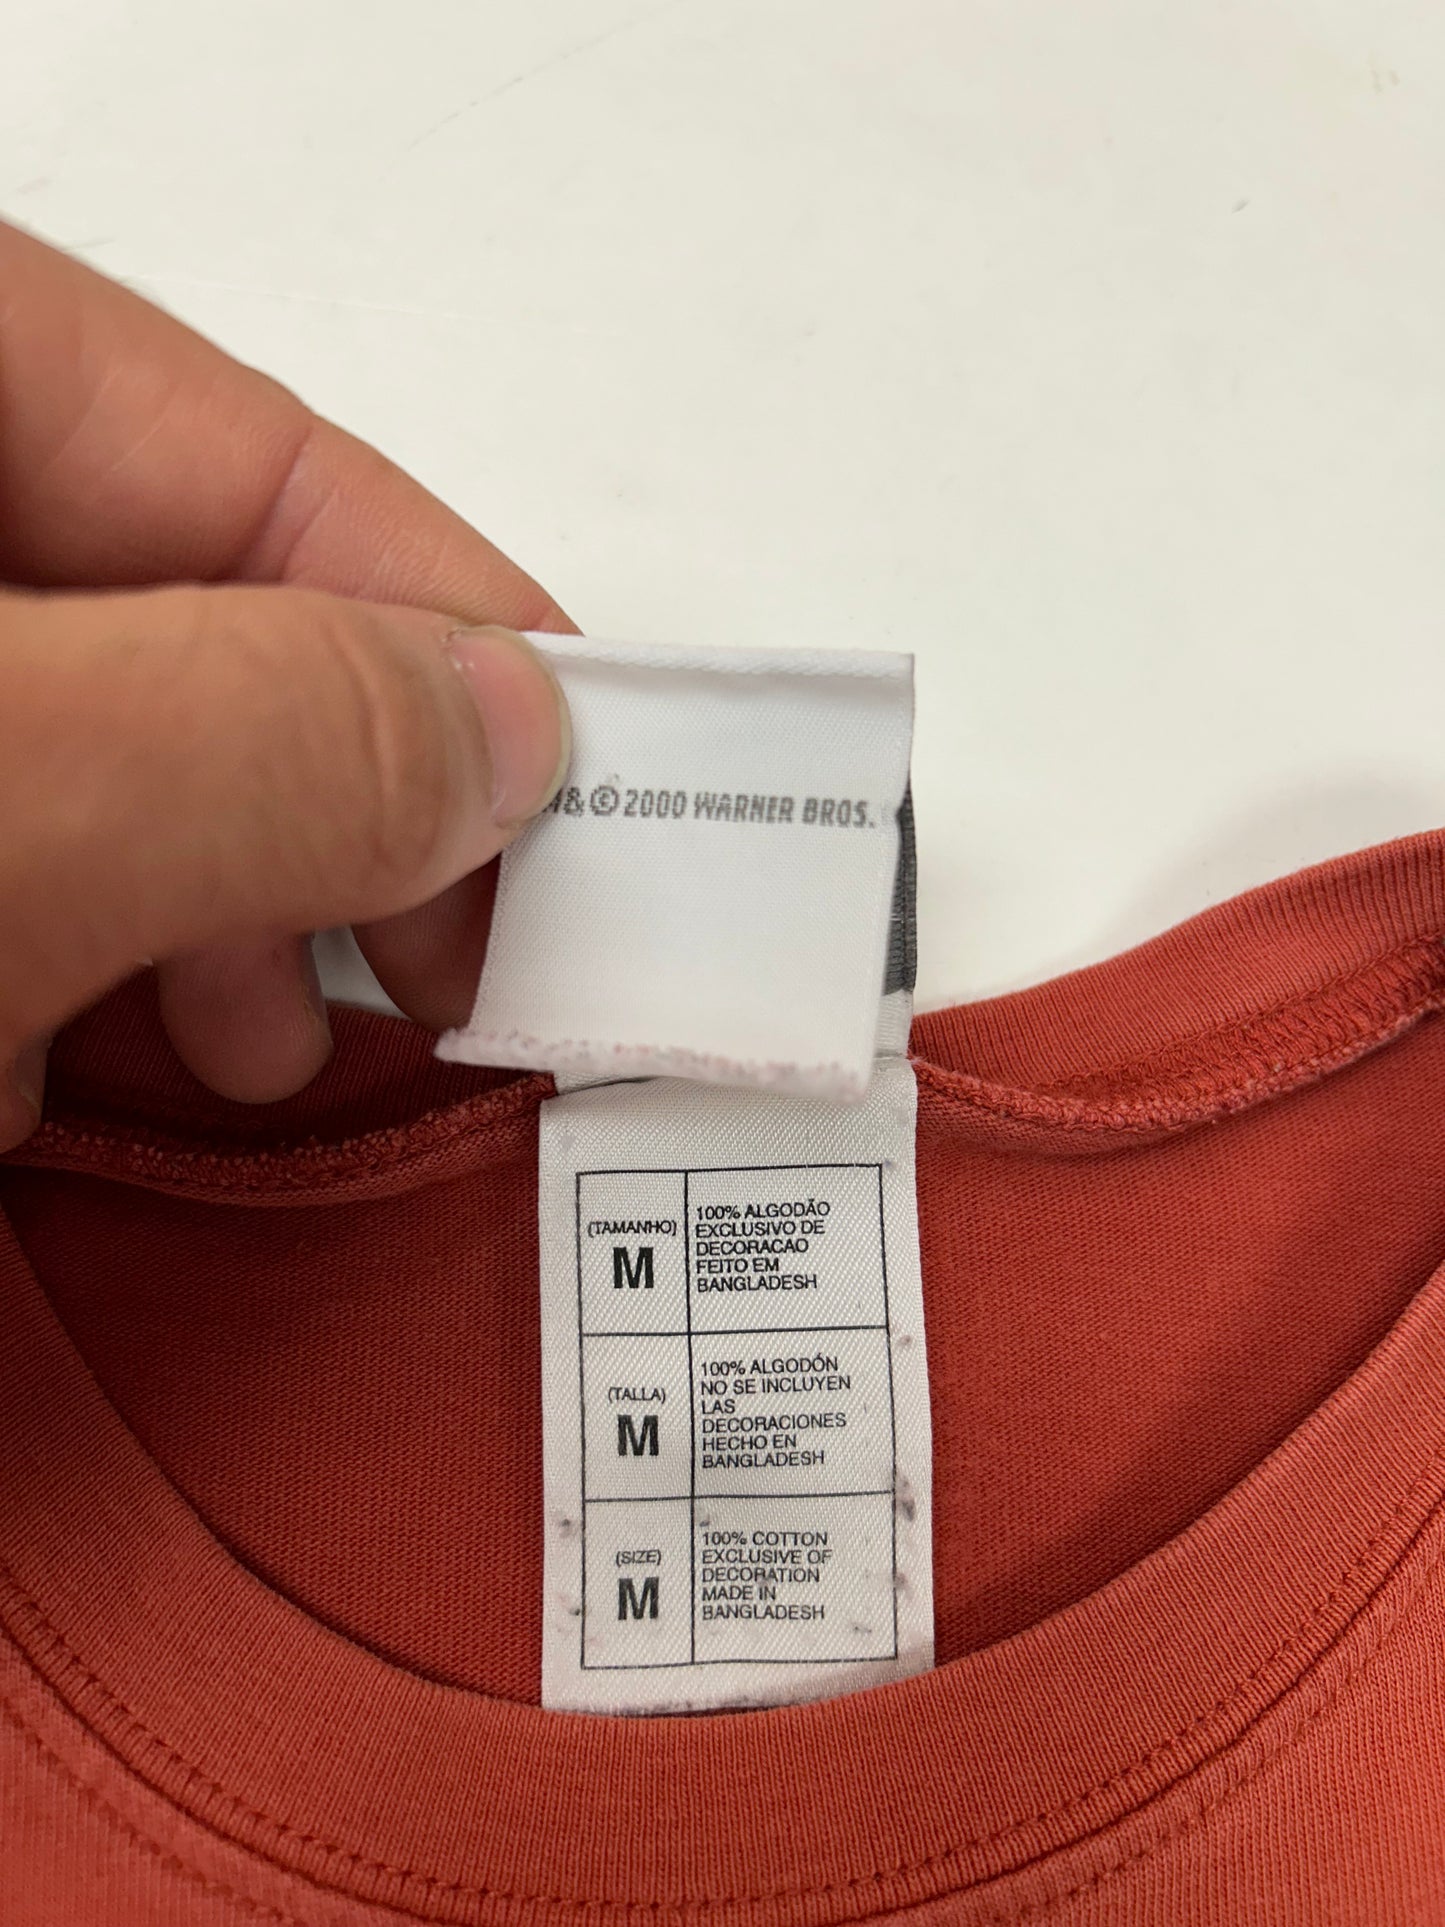 & © 2000 WARNER BROS.
(TAMANHO)
M
100% ALGODÃO
EXCLUSIVO DE
DECORACAO
FEITO EM
BANGLADESH
(TALLA)
M
100% ALGODÓN
NO SE INCLUYEN
LAS
DECORACIONES
HECHO EN
BANGLADESH
(SIZE)
M
100% COTTON
EXCLUSIVE OF
DECORATION
MADE IN
BANGLADESH